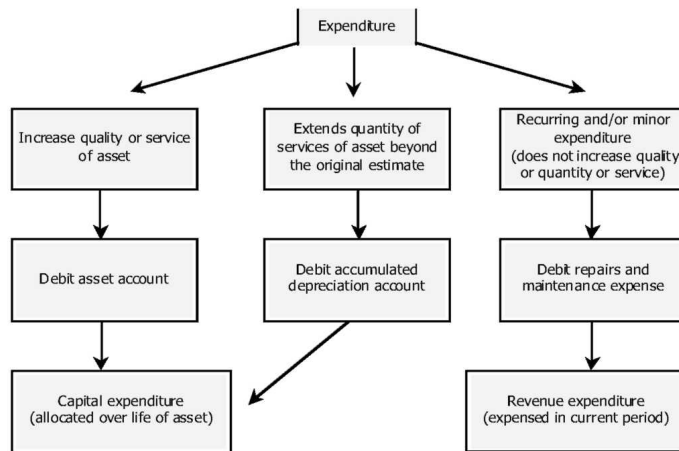 Expenditure
Increase quality or service
of asset
Extends quantity of
services of asset beyond
the original estimate
Recurring and/or minor
expenditure
(does not increase quality
or quantity or service)
Debit asset account
Debit accumulated
depreciation account
Debit repairs and
maintenance expense
Capital expenditure
(allocated over life of asset)
Revenue expenditure
(expensed in current period)